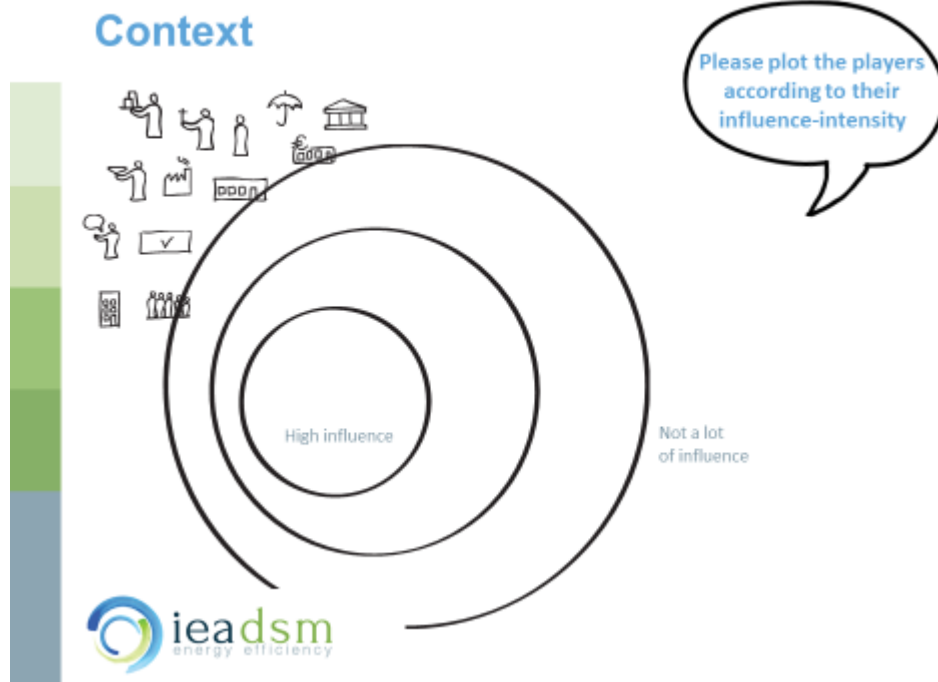 Context
Please plot the players
according to their
influence-intensity
€
High influence
Not a lot
of influence
ieadsm
energy efficiency